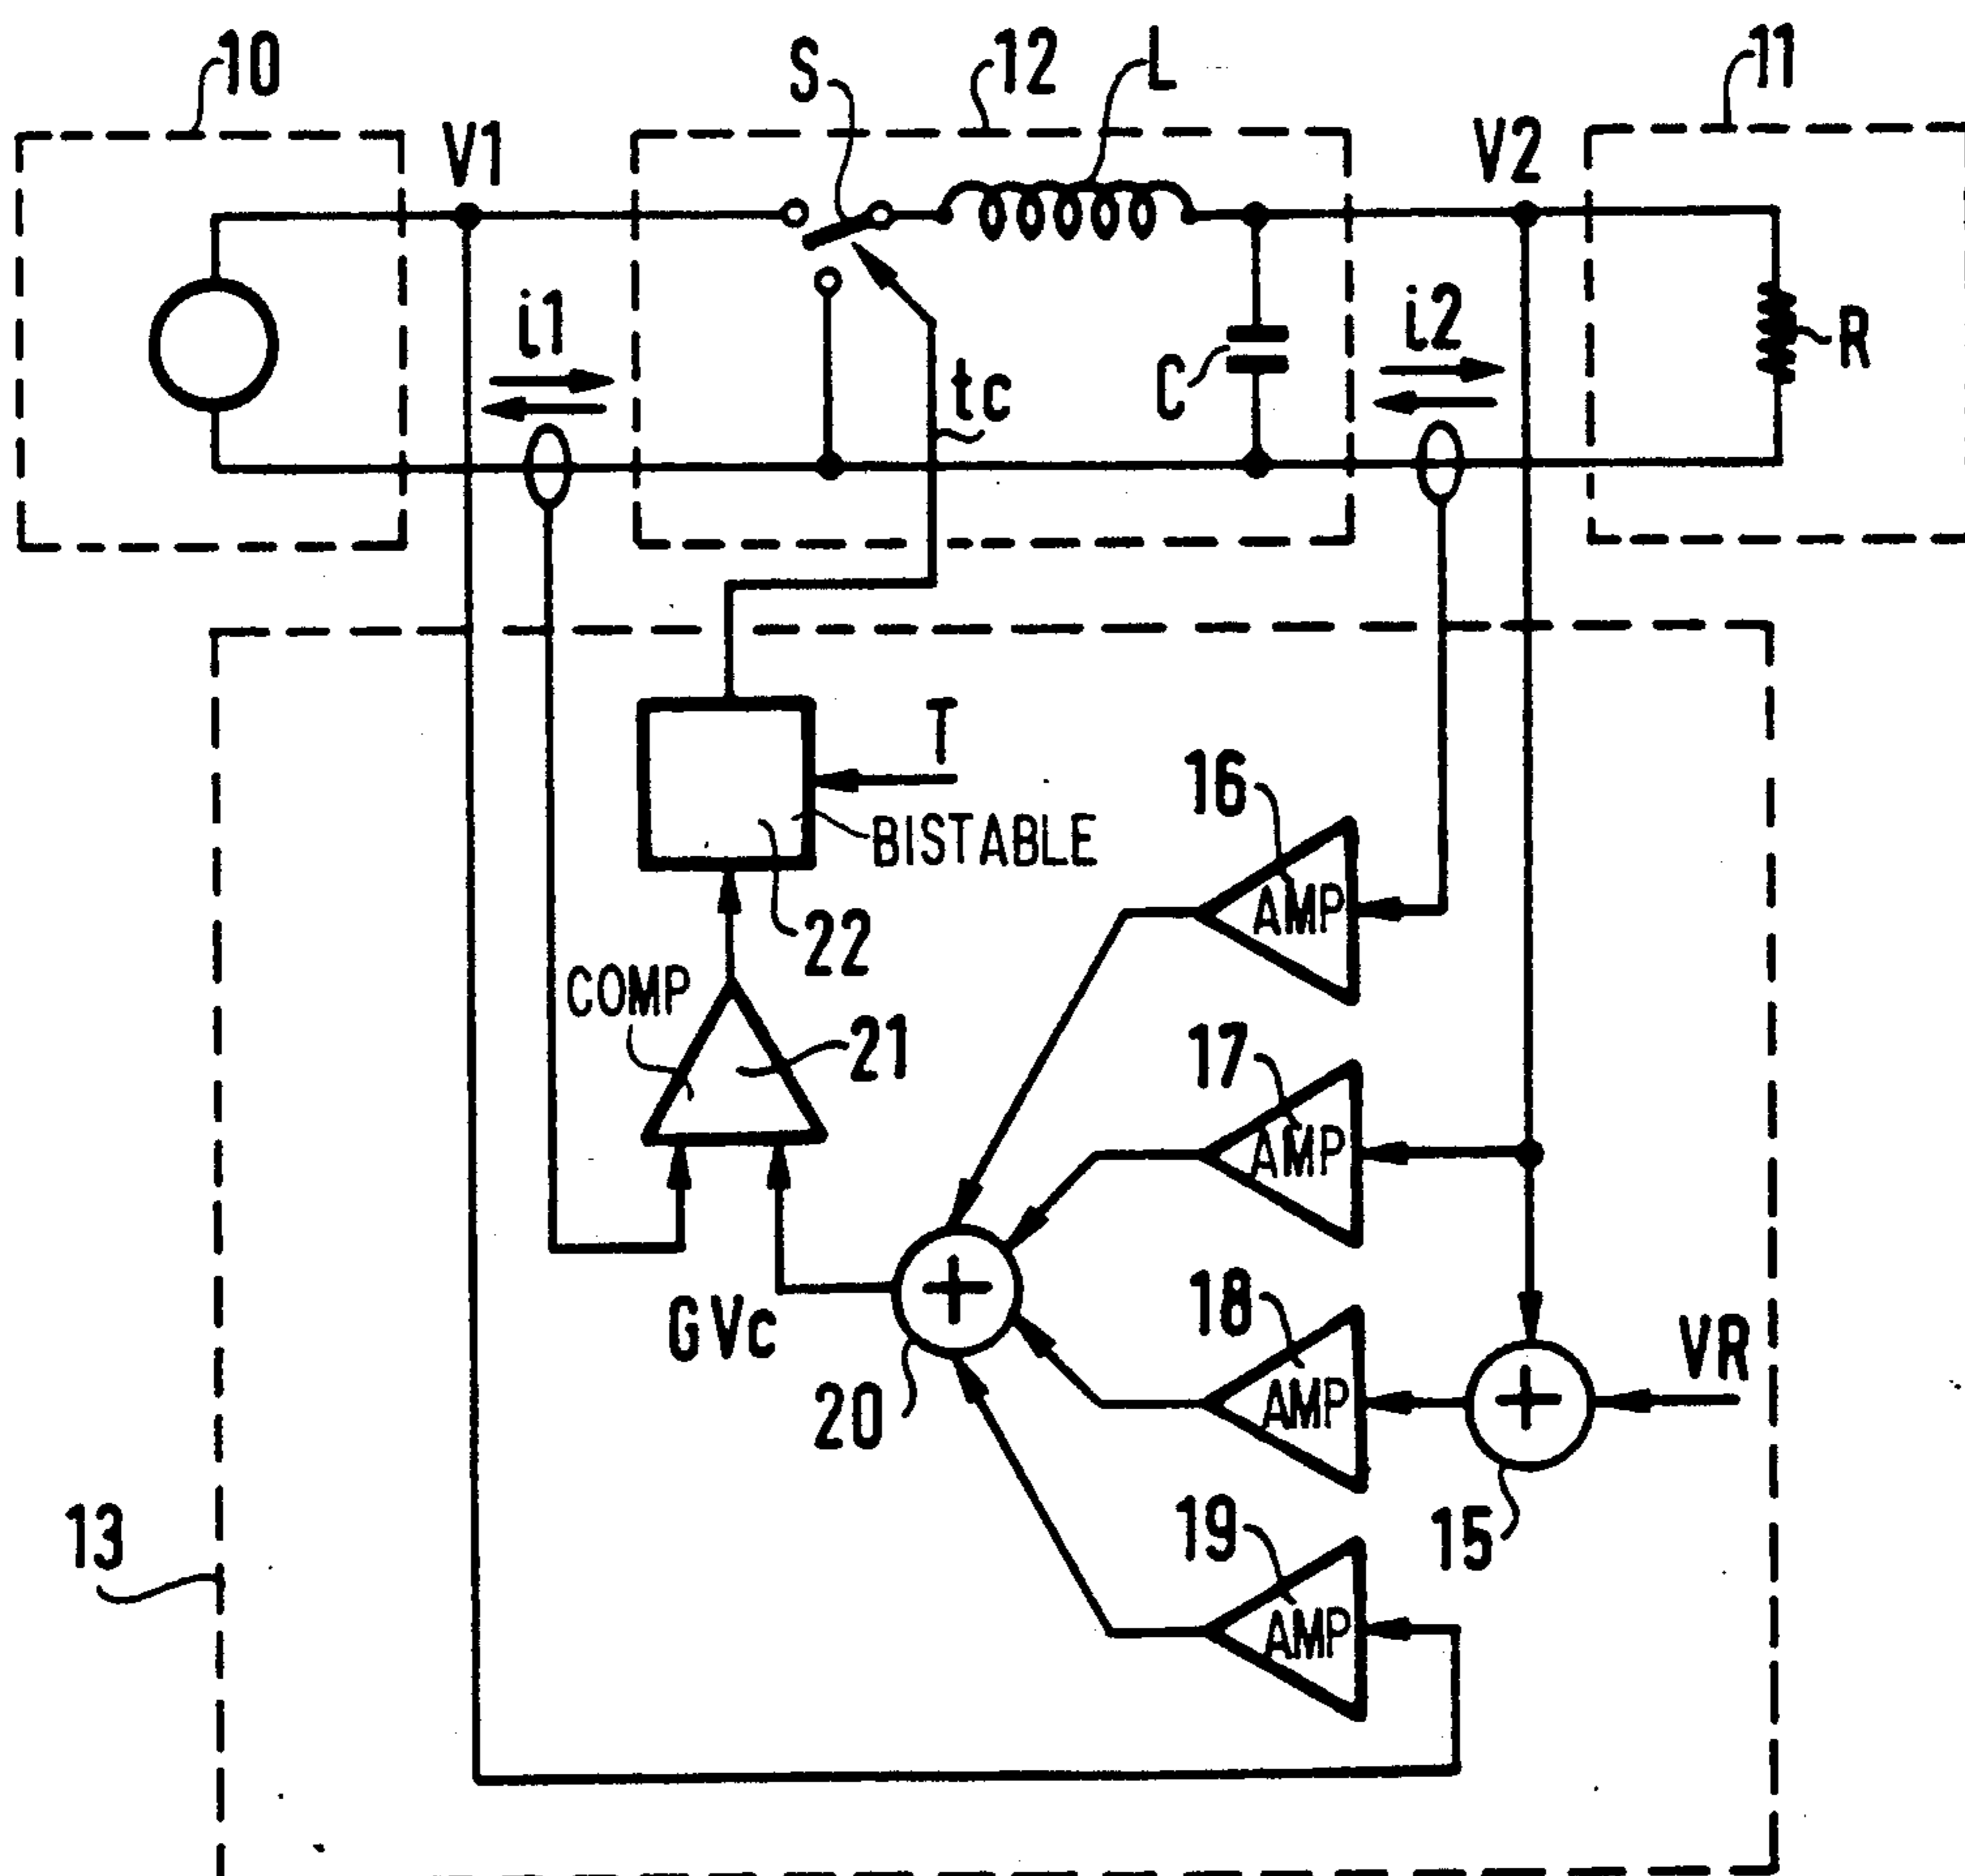 10
S
12
L
11
V1
V2
i1
i2
tc
C
R
T
BISTABLE
22
16
AMP
COMP
21
17
AMP
GVc
20
18
AMP
VR
15
13
19
AMP